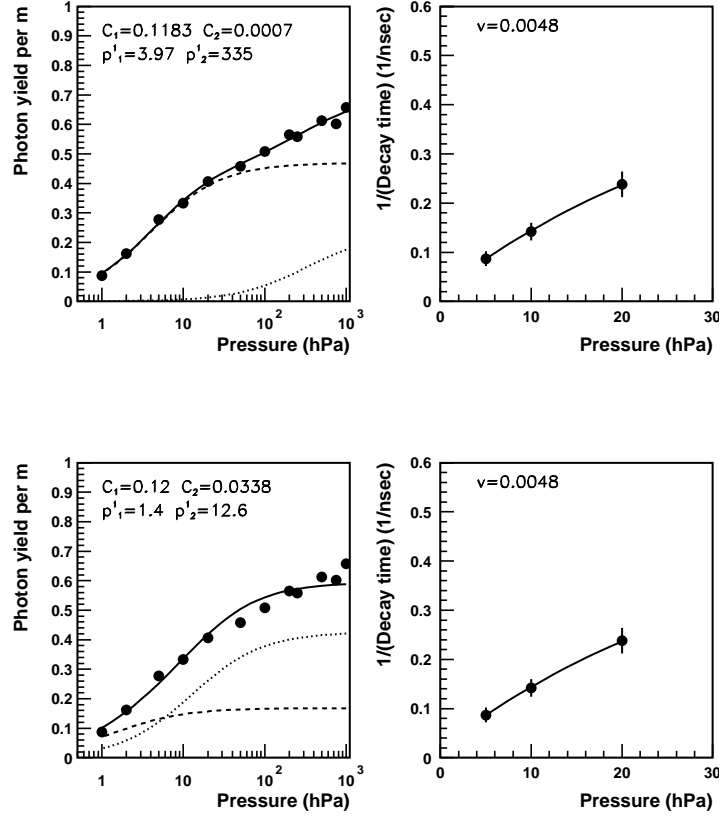 Photon yield per m
1
0.9
0.8
0.7
0.6
0.5
0.4
0.3
0.2
0.1
0
C₁=0.1183 C₂=0.0007
p¹₁=3.97 p¹₂=335
1 10 10² 10³
Pressure (hPa)
1/(Decay time) (1/nsec)
0.6
0.5
0.4
0.3
0.2
0.1
0
v=0.0048
0 10 20 30
Pressure (hPa)
Photon yield per m
1
0.9
0.8
0.7
0.6
0.5
0.4
0.3
0.2
0.1
0
C₁=0.12 C₂=0.0338
p¹₁=1.4 p¹₂=12.6
1 10 10² 10³
Pressure (hPa)
1/(Decay time) (1/nsec)
0.6
0.5
0.4
0.3
0.2
0.1
0
v=0.0048
0 10 20 30
Pressure (hPa)